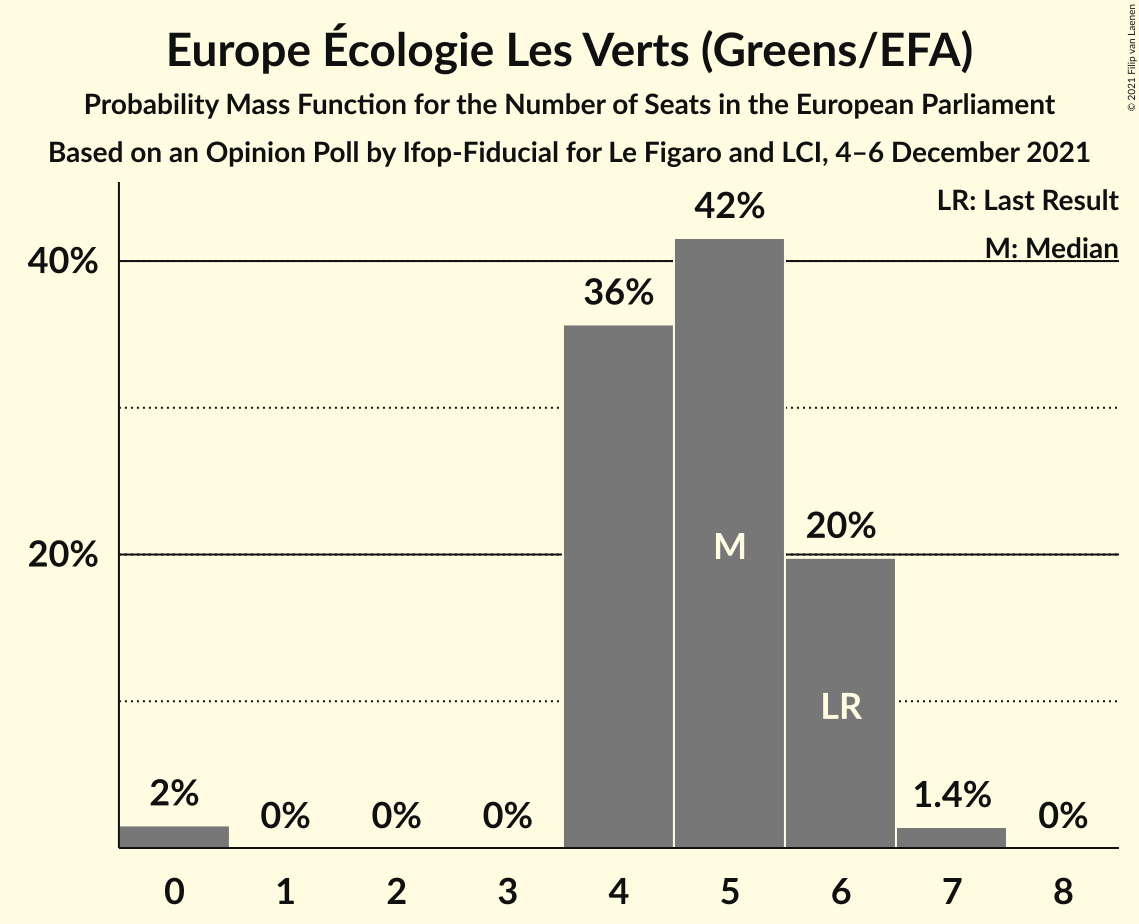 Europe Écologie Les Verts (Greens/EFA)
Probability Mass Function for the Number of Seats in the European Parliament
Based on an Opinion Poll by Ifop-Fiducial for Le Figaro and LCI, 4–6 December 2021
© 2021 Filip van Laenen
LR: Last Result
M: Median
42%
40%
36%
20%
20%
M
LR
2%
0%
0%
0%
1.4%
0%
0 1 2 3 4 5 6 7 8